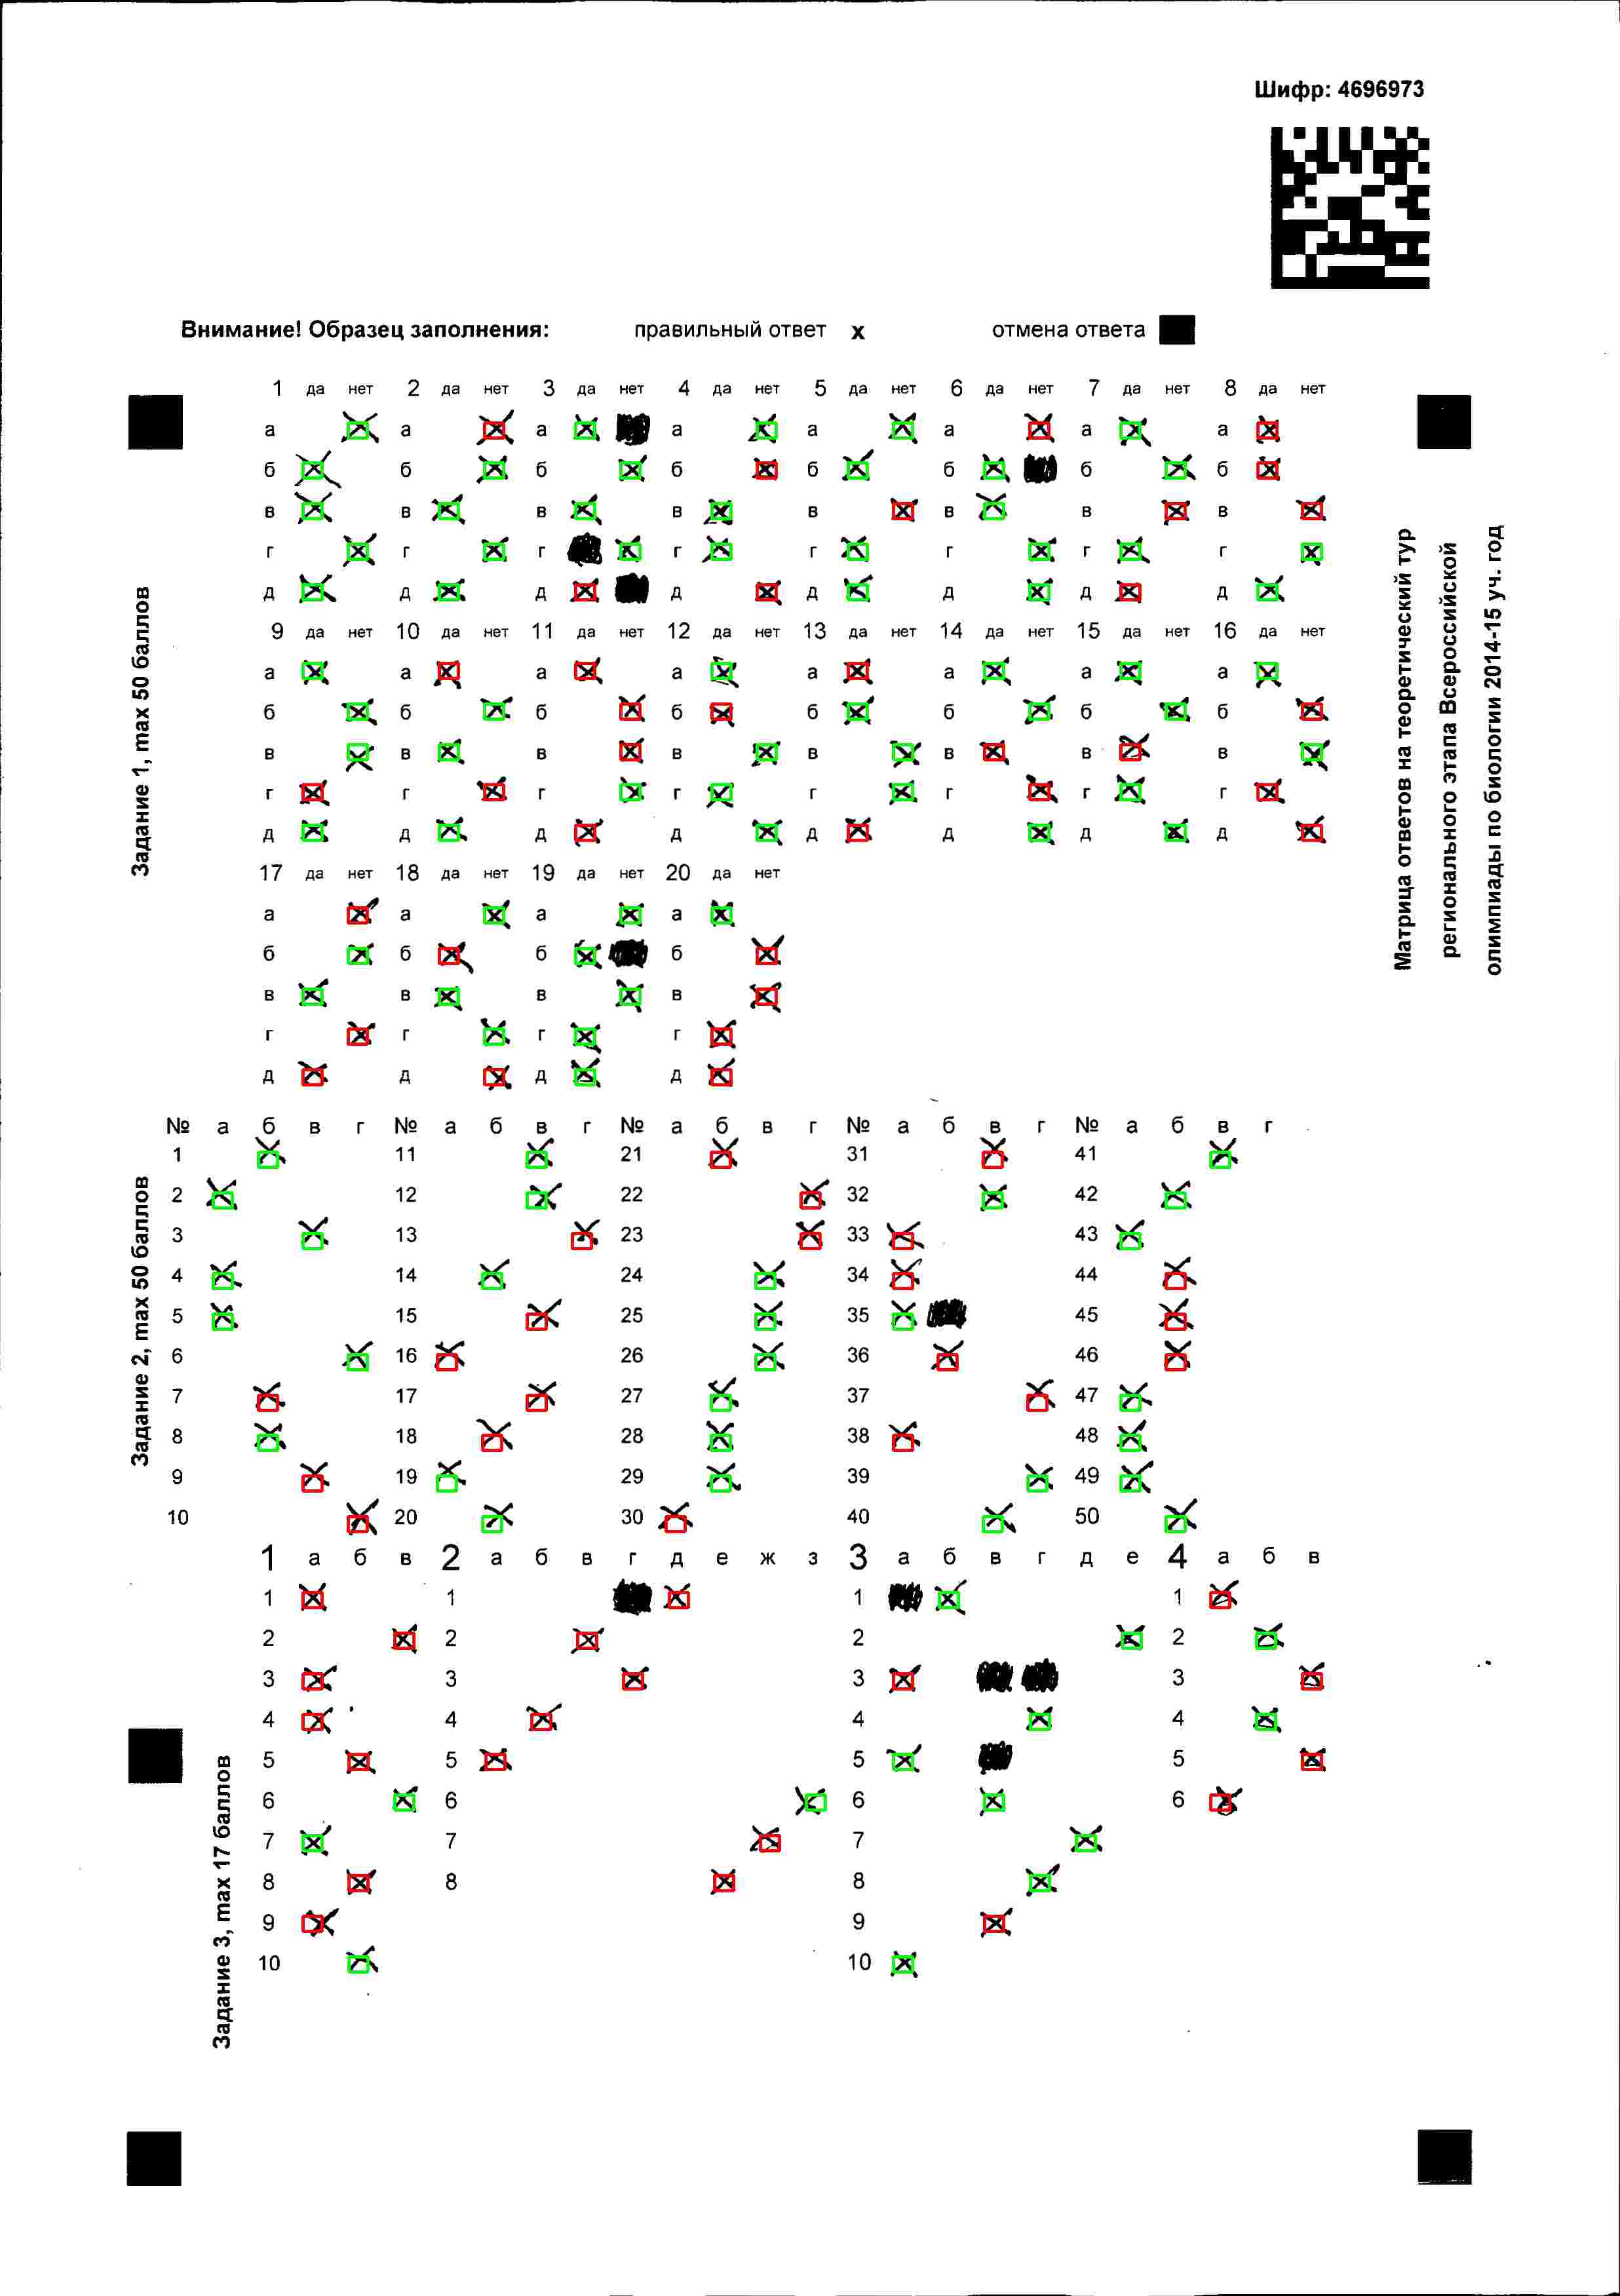 Шифр: 4696973
Внимание! Образец заполнения: правильный ответ x отмена ответа
Задание 1, max 50 баллов
1 да нет 2 да нет 3 да нет 4 да нет 5 да нет 6 да нет 7 да нет 8 да нет
а а а а а а а а
б б б б б б б б
в в в в в в в в
г г г г г г г г
д д д д д д д д
9 да нет 10 да нет 11 да нет 12 да нет 13 да нет 14 да нет 15 да нет 16 да нет
а а а а а а а а
б б б б б б б б
в в в в в в в в
г г г г г г г г
д д д д д д д д
17 да нет 18 да нет 19 да нет 20 да нет
а а а а
б б б б
в в в в
г г г г
д д д д
Матрица ответов на теоретический тур
регионального этапа Всероссийской
олимпиады по биологии 2014-15 уч. год
Задание 2, max 50 баллов
№ а б в г № а б в г № а б в г № а б в г № а б в г
1 11 21 31 41
2 12 22 32 42
3 13 23 33 43
4 14 24 34 44
5 15 25 35 45
6 16 26 36 46
7 17 27 37 47
8 18 28 38 48
9 19 29 39 49
10 20 30 40 50
Задание 3, max 17 баллов
1 а б в 2 а б в г д е ж з 3 а б в г д е 4 а б в
1 1 1 1
2 2 2 2
3 3 3 3
4 4 4 4
5 5 5 5
6 6 6 6
7 7 7
8 8 8
9 9
10 10